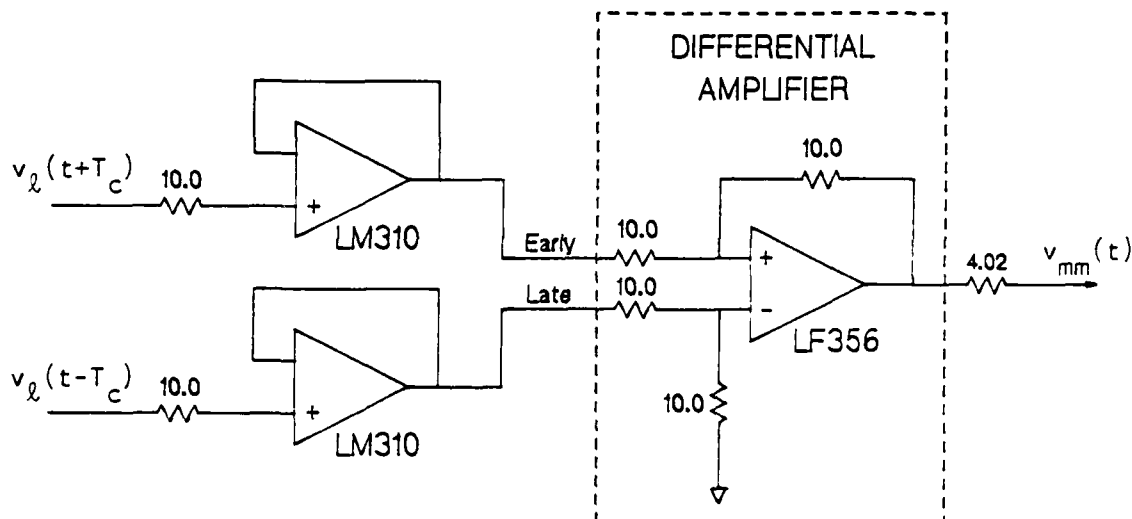 DIFFERENTIAL
AMPLIFIER
v_ℓ(t+T_c)
10.0
+
LM310
Early
10.0
10.0
+
-
LF356
4.02
v_mm(t)
Late
10.0
10.0
v_ℓ(t-T_c)
10.0
+
LM310